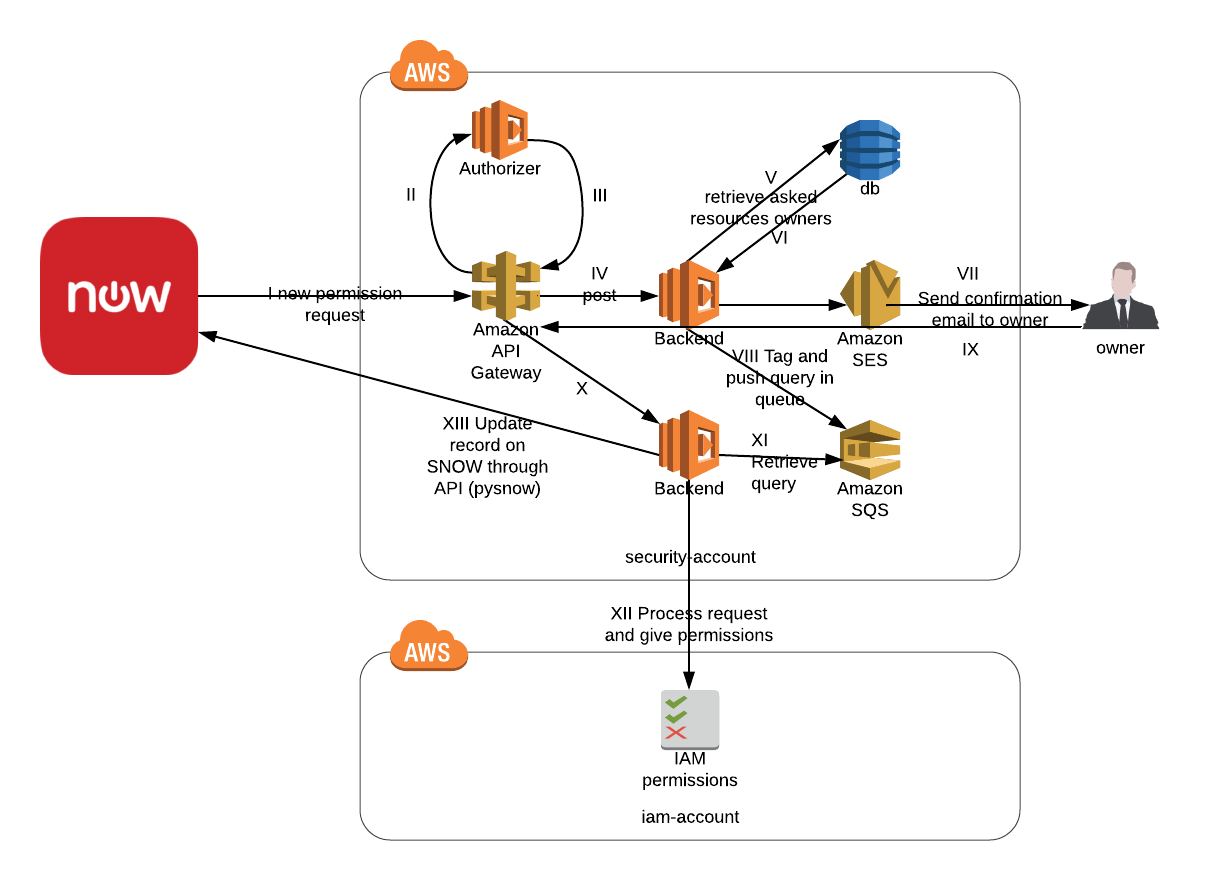 AWS
Authorizer
II
III
V
retrieve asked
resources owners
VI
db
now
I new permission
request
IV
post
Amazon
API
Gateway
Backend
Amazon
SES
VII
Send confirmation
email to owner
IX
owner
VIII Tag and
push query in
queue
X
XIII Update
record on
SNOW through
API (pysnow)
Backend
XI
Retrieve
query
Amazon
SQS
security-account
XII Process request
and give permissions
AWS
IAM
permissions
iam-account